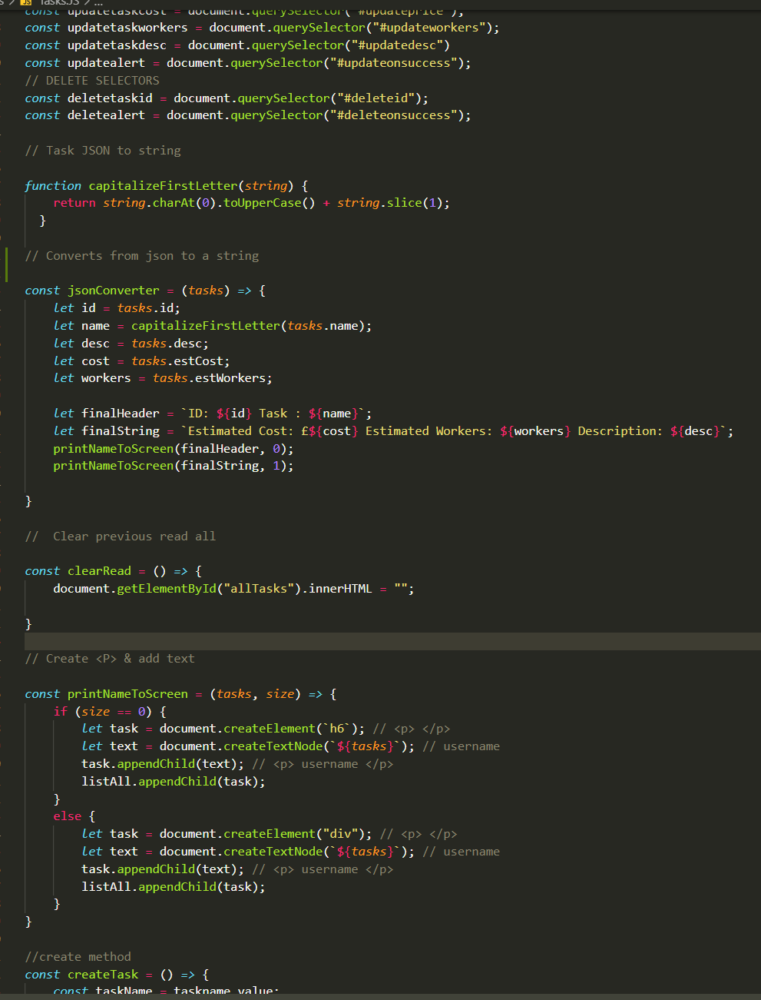 s > JS Tasks.JS > ...
const updatetaskcost = document.querySelector("#updateprice");
const updatetaskworkers = document.querySelector("#updateworkers");
const updatetaskdesc = document.querySelector("#updatedesc")
const updatealert = document.querySelector("#updateonsuccess");
// DELETE SELECTORS
const deletetaskid = document.querySelector("#deleteid");
const deletealert = document.querySelector("#deleteonsuccess");
// Task JSON to string
function capitalizeFirstLetter(string) {
return string.charAt(0).toUpperCase() + string.slice(1);
}
// Converts from json to a string
const jsonConverter = (tasks) => {
let id = tasks.id;
let name = capitalizeFirstLetter(tasks.name);
let desc = tasks.desc;
let cost = tasks.estCost;
let workers = tasks.estWorkers;
let finalHeader = `ID: ${id} Task : ${name}`;
let finalString = `Estimated Cost: £${cost} Estimated Workers: ${workers} Description: ${desc}`;
printNameToScreen(finalHeader, 0);
printNameToScreen(finalString, 1);
}
//  Clear previous read all
const clearRead = () => {
document.getElementById("allTasks").innerHTML = "";
}
// Create <P> & add text
const printNameToScreen = (tasks, size) => {
if (size == 0) {
let task = document.createElement(`h6`); // <p> </p>
let text = document.createTextNode(`${tasks}`); // username
task.appendChild(text); // <p> username </p>
listAll.appendChild(task);
}
else {
let task = document.createElement("div"); // <p> </p>
let text = document.createTextNode(`${tasks}`); // username
task.appendChild(text); // <p> username </p>
listAll.appendChild(task);
}
}
//create method
const createTask = () => {
const taskName = taskname.value;